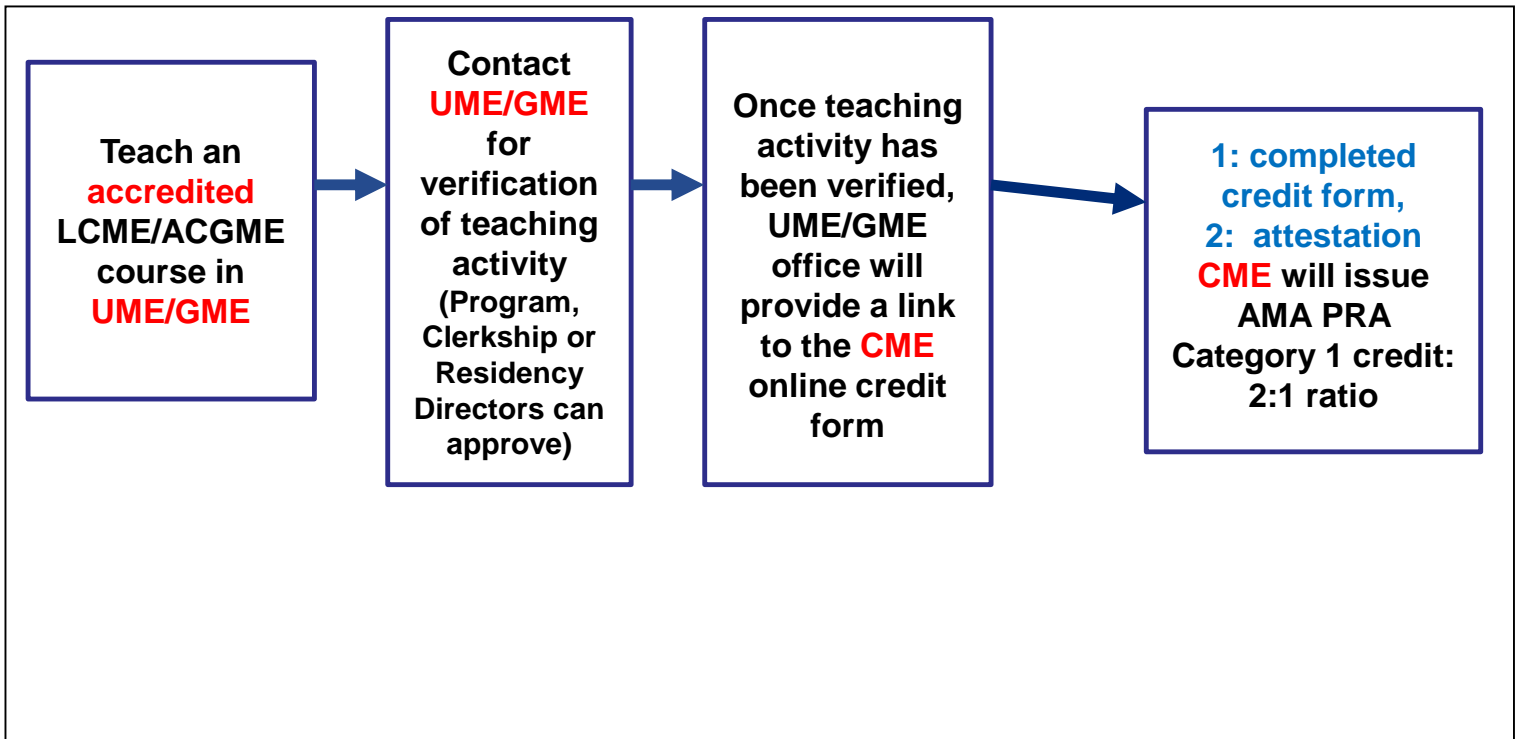 Teach an
accredited
LCME/ACGME
course in
UME/GME
Contact
UME/GME
for
verification
of teaching
activity
(Program,
Clerkship or
Residency
Directors can
approve)
Once teaching
activity has
been verified,
UME/GME
office will
provide a link
to the CME
online credit
form
1: completed
credit form,
2: attestation
CME will issue
AMA PRA
Category 1 credit:
2:1 ratio